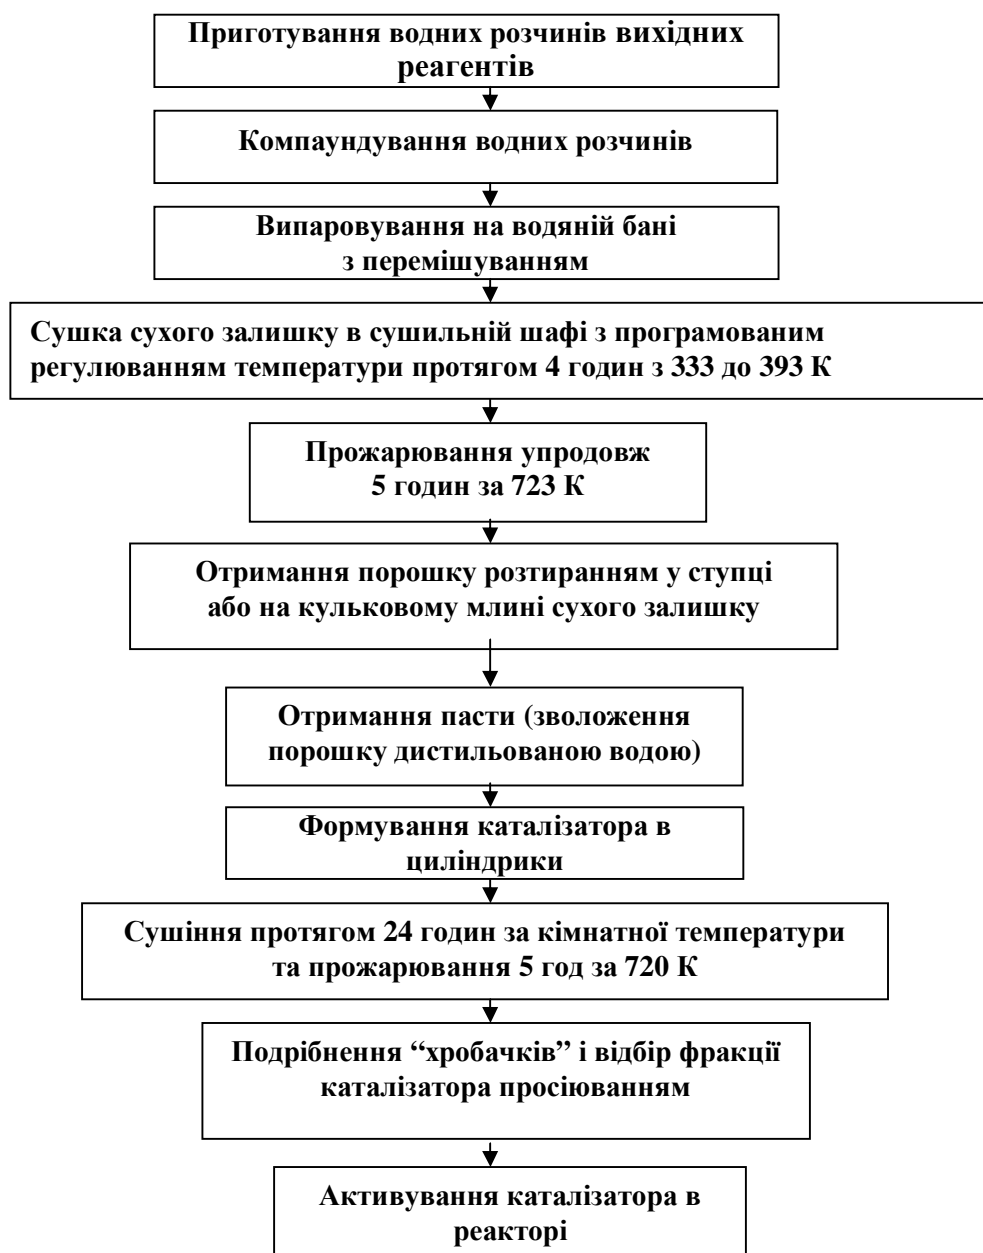 Приготування водних розчинів вихідних
реагентів
Компаундування водних розчинів
Випаровування на водяній бані
з перемішуванням
Сушка сухого залишку в сушильній шафі з програмованим
регулюванням температури протягом 4 годин з 333 до 393 К
Прожарювання упродовж
5 годин за 723 К
Отримання порошку розтиранням у ступці
або на кульковому млині сухого залишку
Отримання пасти (зволоження
порошку дистильованою водою)
Формування каталізатора в
циліндрики
Сушіння протягом 24 годин за кімнатної температури
та прожарювання 5 год за 720 К
Подрібнення “хробачків” і відбір фракції
каталізатора просіюванням
Активування каталізатора в
реакторі